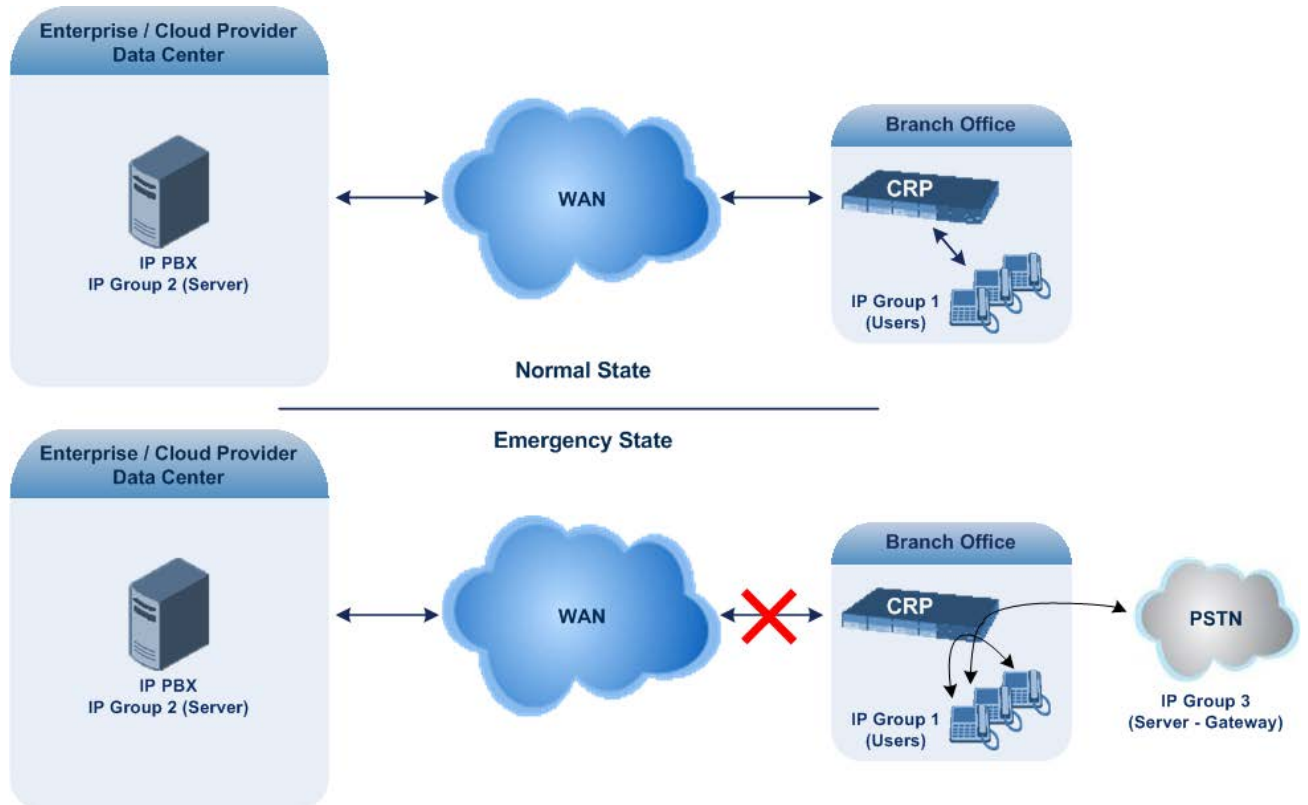 Enterprise / Cloud Provider
Data Center
IP PBX
IP Group 2 (Server)
WAN
Branch Office
CRP
IP Group 1
(Users)
Normal State
Emergency State
Enterprise / Cloud Provider
Data Center
IP PBX
IP Group 2 (Server)
WAN
Branch Office
CRP
IP Group 1
(Users)
PSTN
IP Group 3
(Server - Gateway)